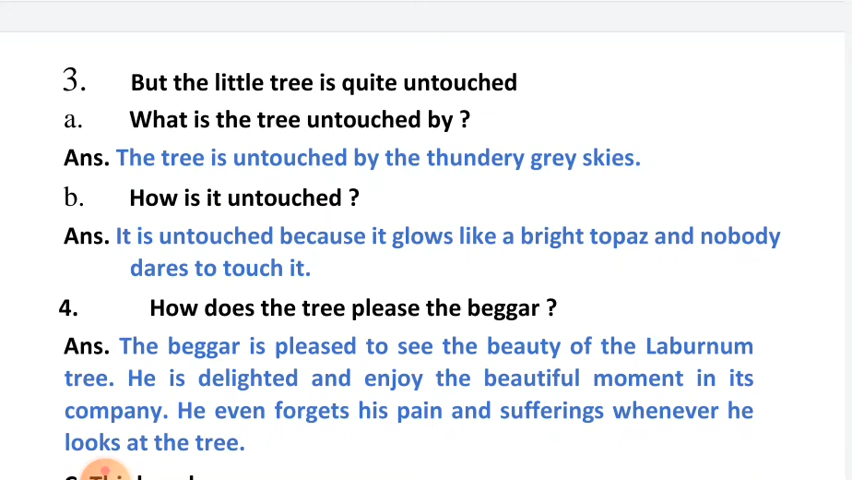 3. But the little tree is quite untouched
a. What is the tree untouched by ?
Ans. The tree is untouched by the thundery grey skies.
b. How is it untouched ?
Ans. It is untouched because it glows like a bright topaz and nobody
dares to touch it.
4. How does the tree please the beggar ?
Ans. The beggar is pleased to see the beauty of the Laburnum
tree. He is delighted and enjoy the beautiful moment in its
company. He even forgets his pain and sufferings whenever he
looks at the tree.